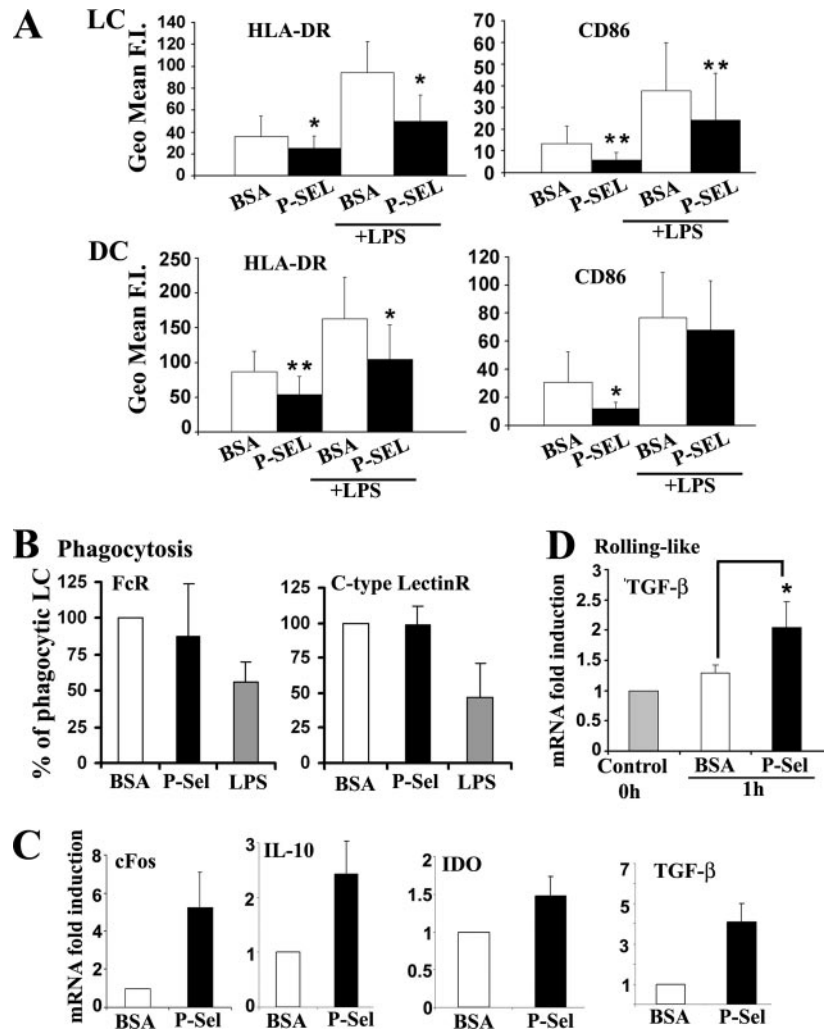 A
LC
Geo Mean F.I.
HLA-DR
140
120
100
80
60
40
20
0
*
*
BSA
P-SEL
BSA
P-SEL
+LPS
CD86
70
60
50
40
30
20
10
0
**
**
BSA
P-SEL
BSA
P-SEL
+LPS
DC
Geo Mean F.I.
HLA-DR
250
200
150
100
50
0
**
*
BSA
P-SEL
BSA
P-SEL
+LPS
CD86
120
100
80
60
40
20
0
*
BSA
P-SEL
BSA
P-SEL
+LPS
B Phagocytosis
% of phagocytic LC
FcR
125
100
75
50
25
0
BSA P-Sel LPS
C-type LectinR
125
100
75
50
25
0
BSA P-Sel LPS
D Rolling-like
mRNA fold induction
TGF-β
3
2.5
2
1.5
1
0.5
0
*
Control
0h
BSA P-Sel
1h
C
mRNA fold induction
cFos
8
6
4
2
0
BSA P-Sel
IL-10
3
2
1
0
BSA P-Sel
IDO
2
1.5
1
0.5
0
BSA P-Sel
TGF-β
7
5
3
1
BSA P-Sel